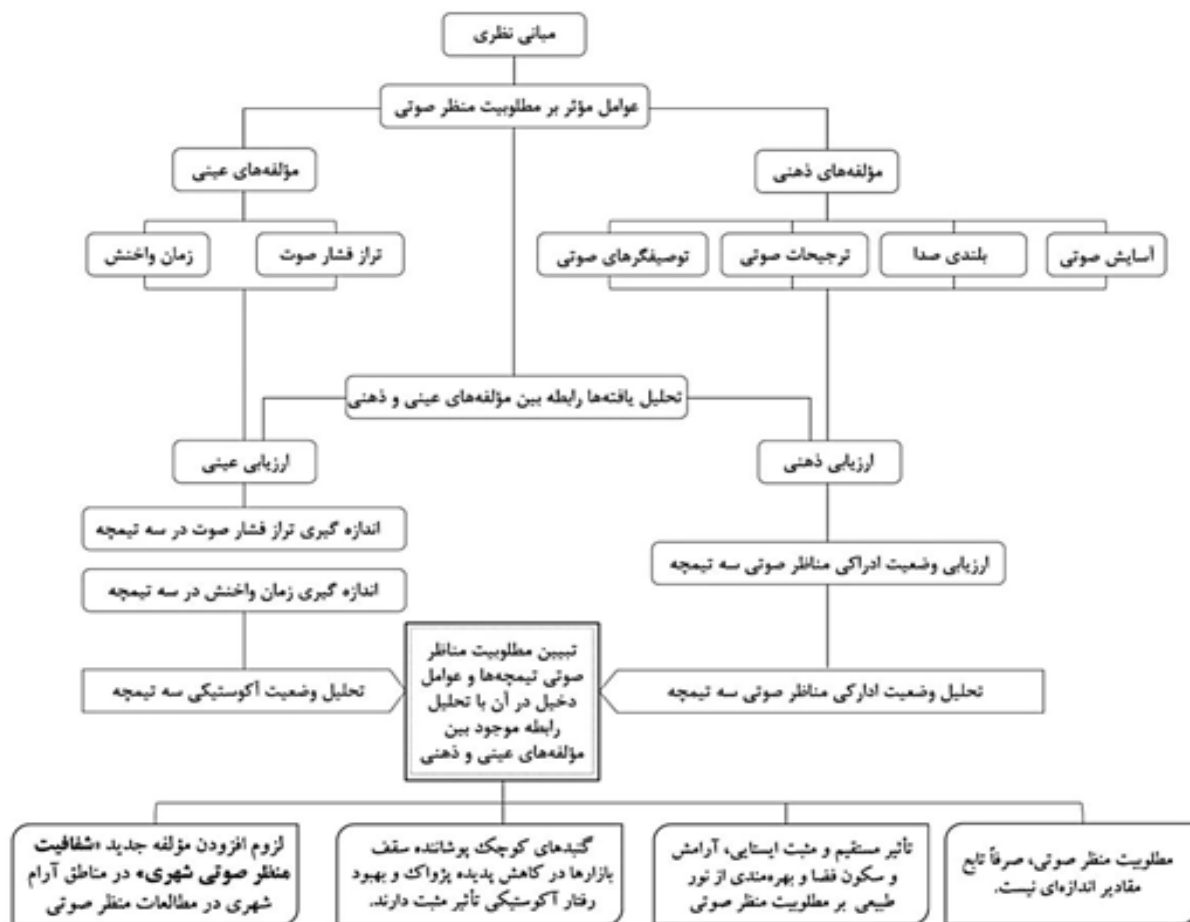 مبانی نظری
عوامل مؤثر بر مطلوبیت منظر صوتی
مؤلفه‌های ذهنی
مؤلفه‌های عینی
آسایش صوتی
بلندی صدا
ترجیحات صوتی
توصیفگرهای صوتی
تراز فشار صوت
زمان واخنش
تحلیل یافته‌ها رابطه بین مؤلفه‌های عینی و ذهنی
ارزیابی ذهنی
ارزیابی عینی
اندازه گیری تراز فشار صوت در سه تیمچه
ارزیابی وضعیت ادراکی مناظر صوتی سه تیمچه
اندازه گیری زمان واخنش در سه تیمچه
تبیین مطلوبیت مناظر
صوتی تیمچه‌ها و عوامل
دخیل در آن با تحلیل
رابطه موجود بین
مؤلفه‌های عینی و ذهنی
تحلیل وضعیت ادارکی مناظر صوتی سه تیمچه
تحلیل وضعیت آکوستیکی سه تیمچه
مطلوبیت منظر صوتی، صرفاً تابع
مقادیر اندازه‌ای نیست.
تأثیر مستقیم و مثبت ایستایی، آرامش
و سکون فضا و بهره‌مندی از نور
طبیعی بر مطلوبیت منظر صوتی
گنبدهای کوچک پوشاننده سقف
بازارها در کاهش پدیده پژواک و بهبود
رفتار آکوستیکی تأثیر مثبت دارند.
لزوم افزودن مؤلفه جدید «شفافیت
منظر صوتی شهری» در مناطق آرام
شهری در مطالعات منظر صوتی